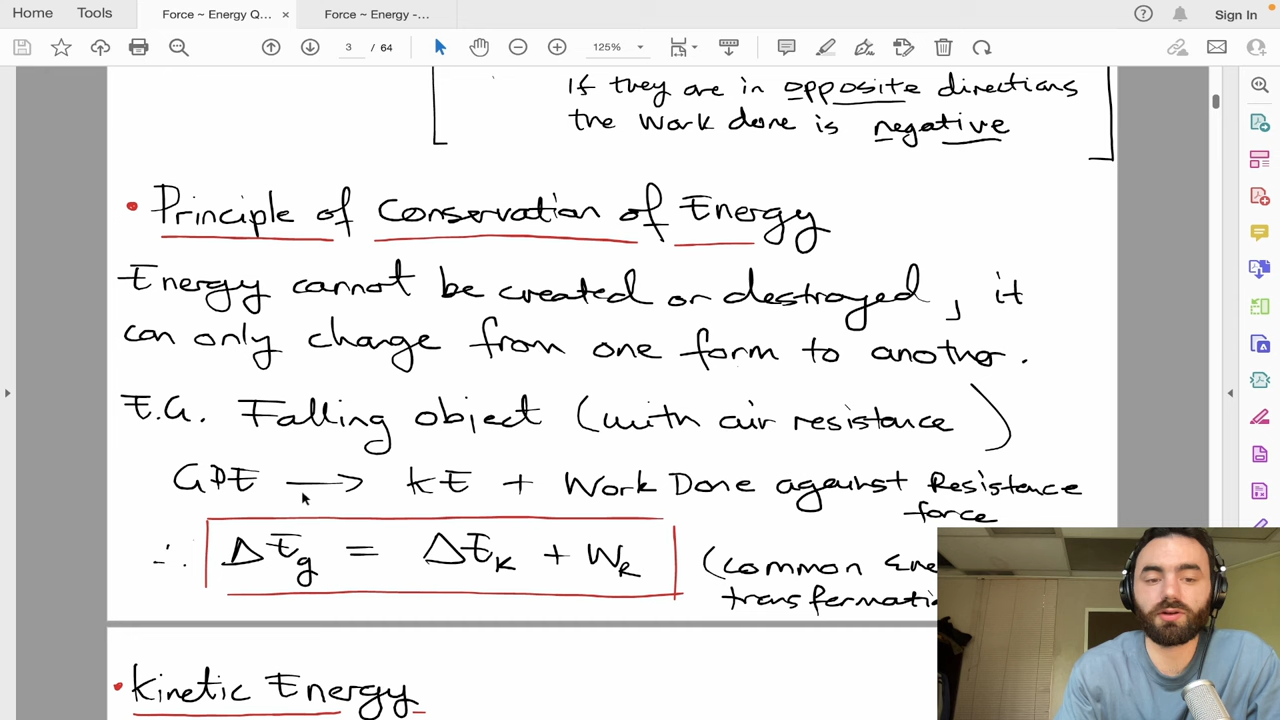 Home Tools Force ~ Energy Q... × Force ~ Energy -... Sign In
3 / 64 125%
If they are in opposite directions
the work done is negative
• Principle of Conservation of Energy
Energy cannot be created or destroyed, it
can only change from one form to another.
E.G. Falling object (with air resistance)
GPE → KE + Work Done against Resistance
force
∴ ΔEg = ΔEK + WR (common
• Kinetic Energy